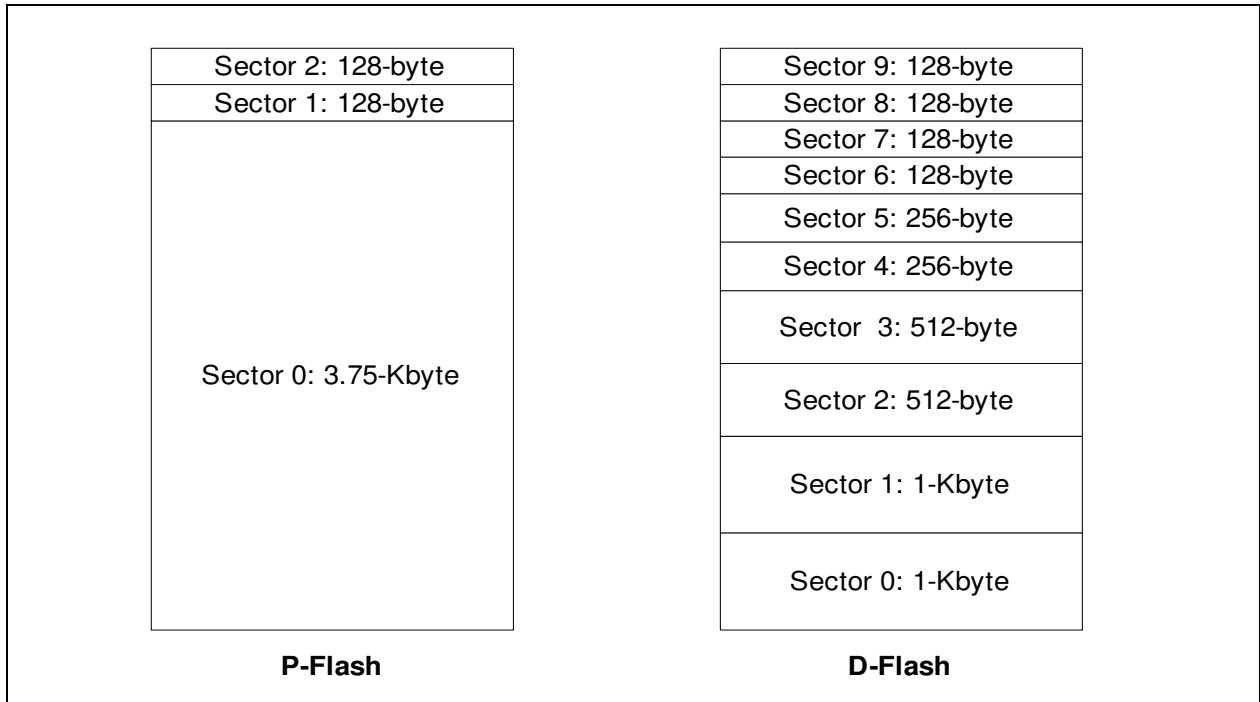 Sector 2: 128-byte
Sector 1: 128-byte
Sector 0: 3.75-Kbyte
P-Flash
Sector 9: 128-byte
Sector 8: 128-byte
Sector 7: 128-byte
Sector 6: 128-byte
Sector 5: 256-byte
Sector 4: 256-byte
Sector 3: 512-byte
Sector 2: 512-byte
Sector 1: 1-Kbyte
Sector 0: 1-Kbyte
D-Flash